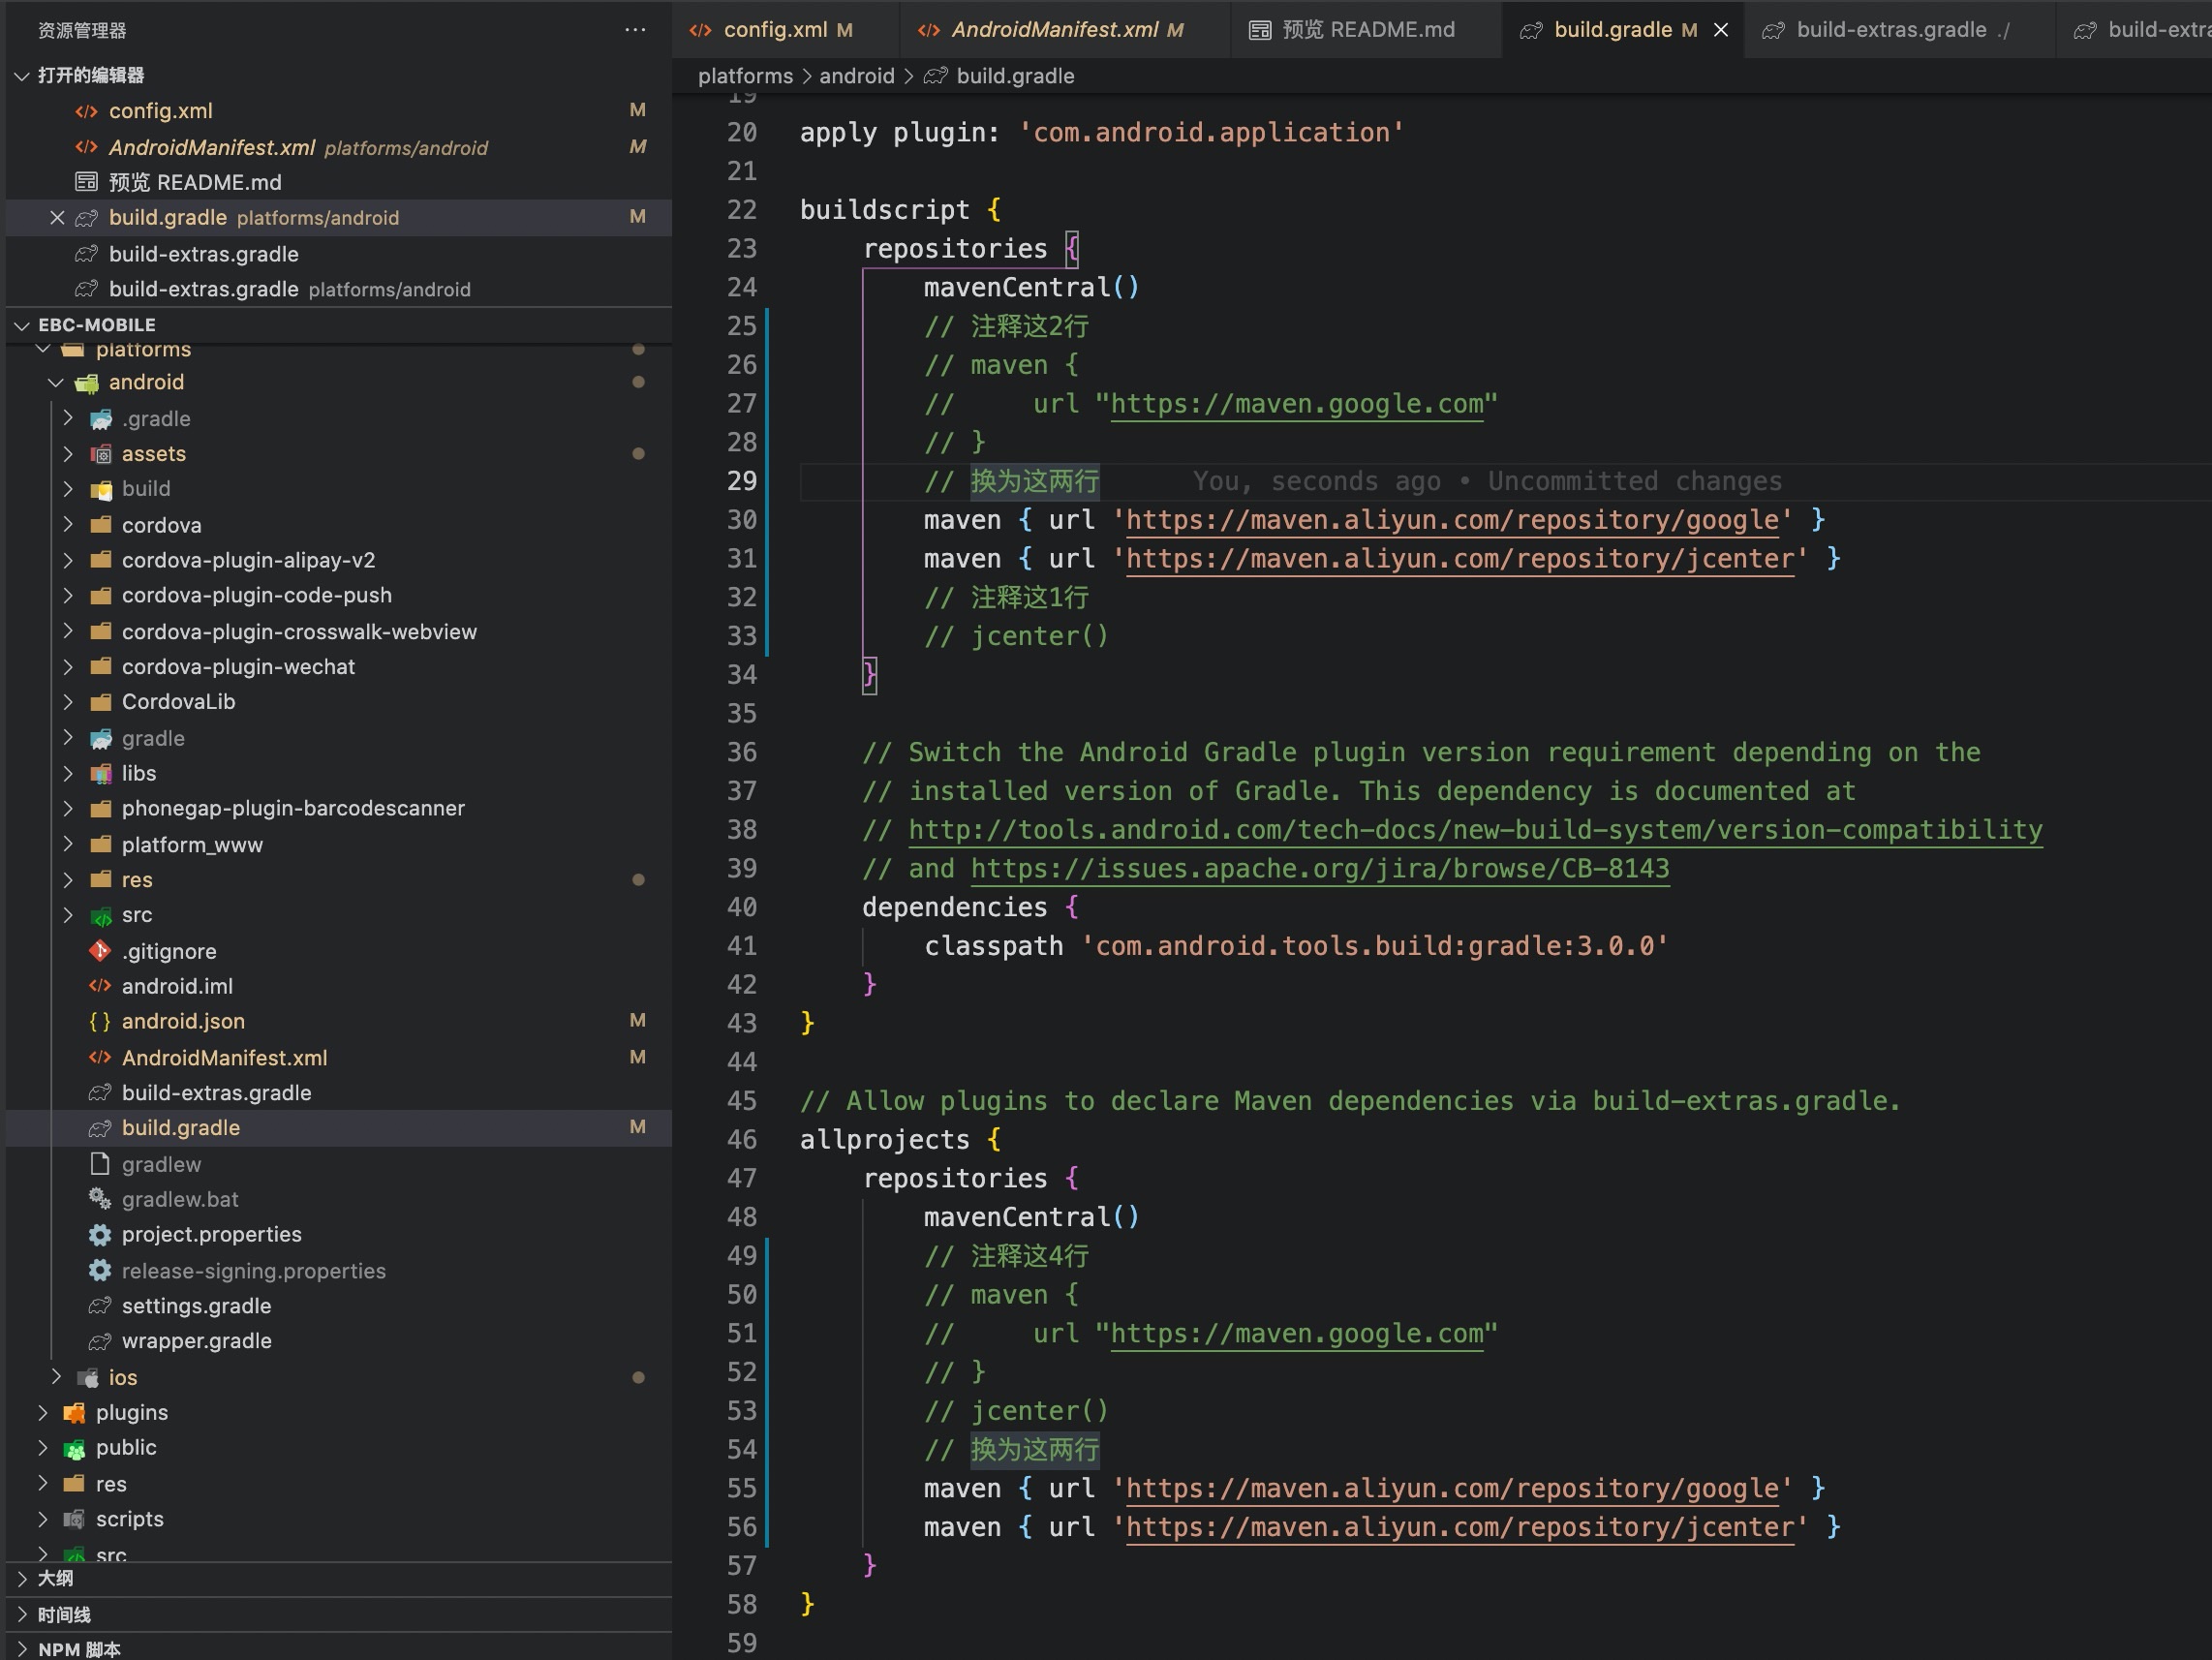 资源管理器
打开的编辑器
config.xml M
AndroidManifest.xml platforms/android M
预览 README.md
build.gradle platforms/android M
build-extras.gradle
build-extras.gradle platforms/android
EBC-MOBILE
platforms
android
.gradle
assets
build
cordova
cordova-plugin-alipay-v2
cordova-plugin-code-push
cordova-plugin-crosswalk-webview
cordova-plugin-wechat
CordovaLib
gradle
libs
phonegap-plugin-barcodescanner
platform_www
res
src
.gitignore
android.iml
android.json M
AndroidManifest.xml M
build-extras.gradle
build.gradle M
gradlew
gradlew.bat
project.properties
release-signing.properties
settings.gradle
wrapper.gradle
ios
plugins
public
res
scripts
src
大纲
时间线
NPM 脚本
config.xml M AndroidManifest.xml M 预览 README.md build.gradle M build-extras.gradle ./ build-extra
platforms > android > build.gradle
19
20 apply plugin: 'com.android.application'
21
22 buildscript {
23 repositories {
24 mavenCentral()
25 // 注释这2行
26 // maven {
27 // url "https://maven.google.com"
28 // }
29 // 换为这两行 You, seconds ago • Uncommitted changes
30 maven { url 'https://maven.aliyun.com/repository/google' }
31 maven { url 'https://maven.aliyun.com/repository/jcenter' }
32 // 注释这1行
33 // jcenter()
34 }
35
36 // Switch the Android Gradle plugin version requirement depending on the
37 // installed version of Gradle. This dependency is documented at
38 // http://tools.android.com/tech-docs/new-build-system/version-compatibility
39 // and https://issues.apache.org/jira/browse/CB-8143
40 dependencies {
41 classpath 'com.android.tools.build:gradle:3.0.0'
42 }
43 }
44
45 // Allow plugins to declare Maven dependencies via build-extras.gradle.
46 allprojects {
47 repositories {
48 mavenCentral()
49 // 注释这4行
50 // maven {
51 // url "https://maven.google.com"
52 // }
53 // jcenter()
54 // 换为这两行
55 maven { url 'https://maven.aliyun.com/repository/google' }
56 maven { url 'https://maven.aliyun.com/repository/jcenter' }
57 }
58 }
59